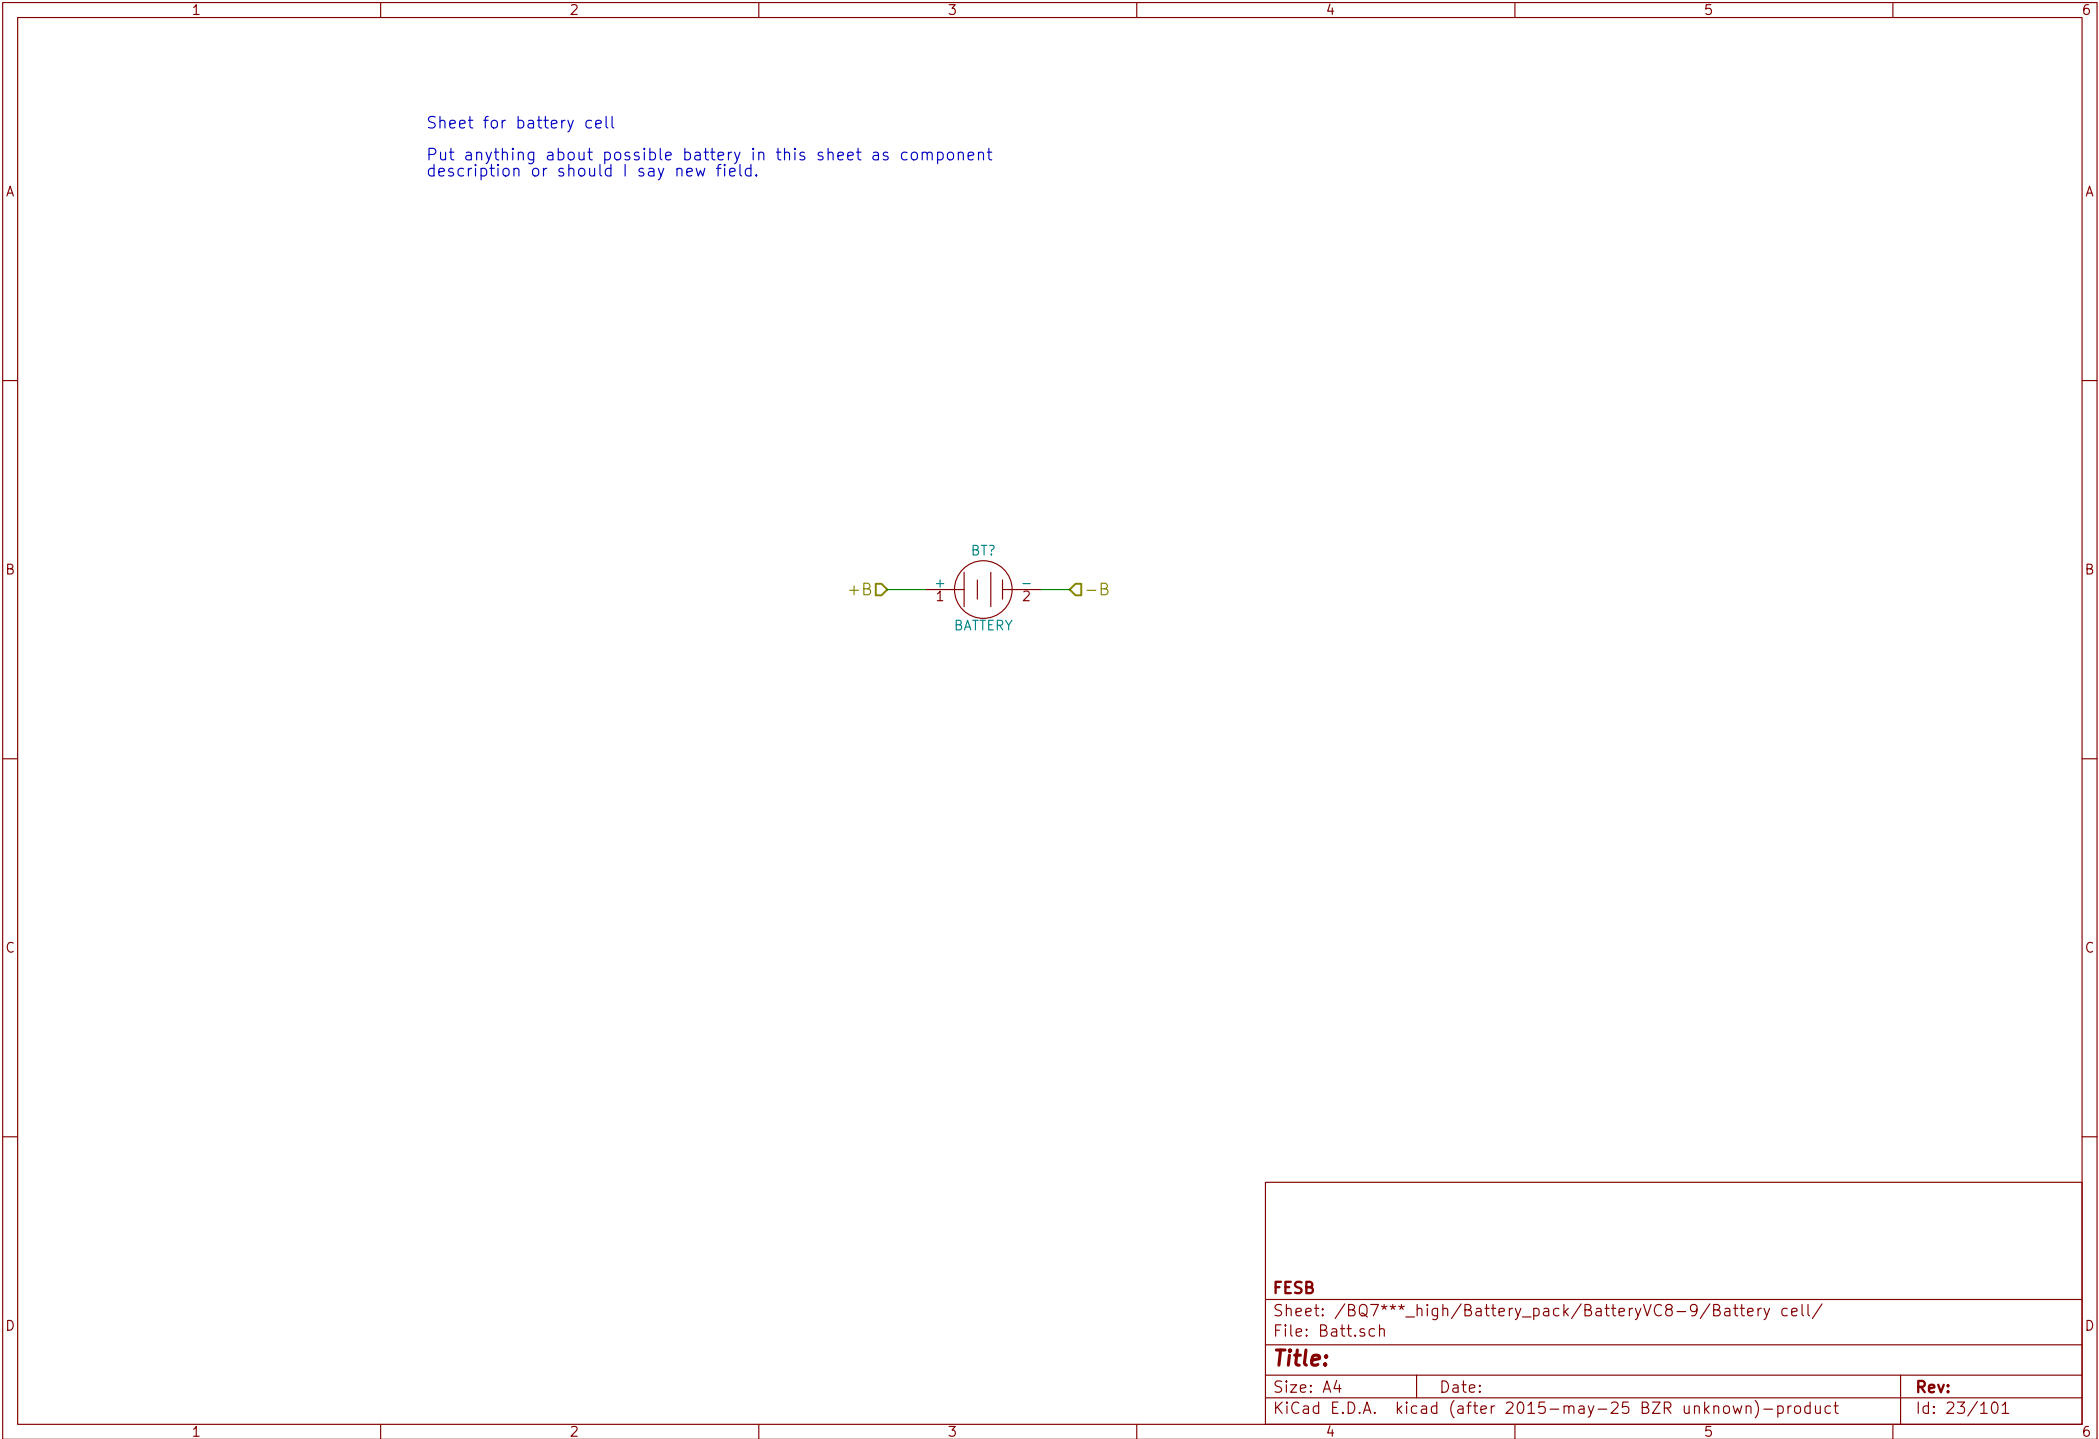 1 2 3 4 5 6
Sheet for battery cell
Put anything about possible battery in this sheet as component
description or should I say new field.
A A
BT?
B B
+B + - -B
1 2
BATTERY
C C
FESB
Sheet: /BQ7***_high/Battery_pack/BatteryVC8-9/Battery cell/
D D
File: Batt.sch
Title:
Size: A4 Date: Rev:
KiCad E.D.A. kicad (after 2015-may-25 BZR unknown)-product Id: 23/101
1 2 3 4 5 6